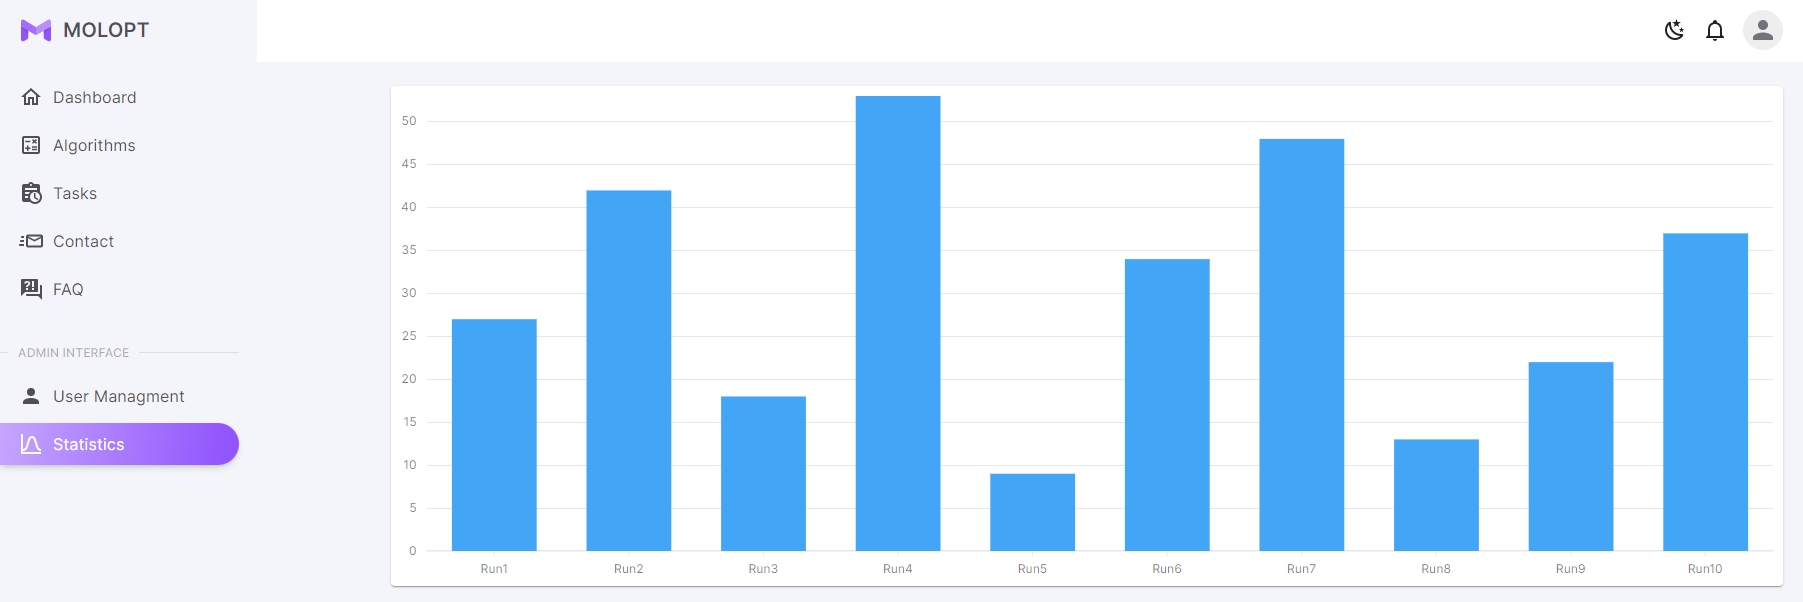 MOLOPT
Dashboard
Algorithms
Tasks
Contact
FAQ
ADMIN INTERFACE
User Managment
Statistics
50
45
40
35
30
25
20
15
10
5
0
Run1 Run2 Run3 Run4 Run5 Run6 Run7 Run8 Run9 Run10